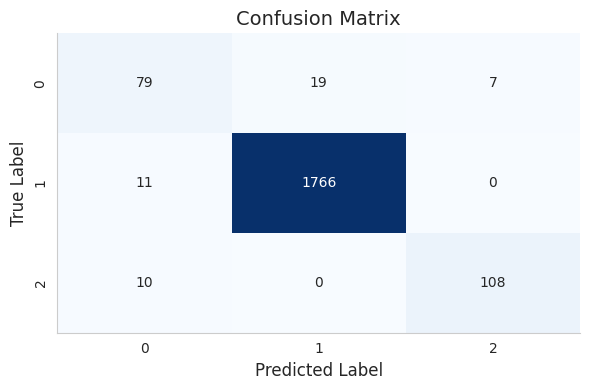 Confusion Matrix
True Label
0
79 19 7
1
11 1766 0
2
10 0 108
0 1 2
Predicted Label